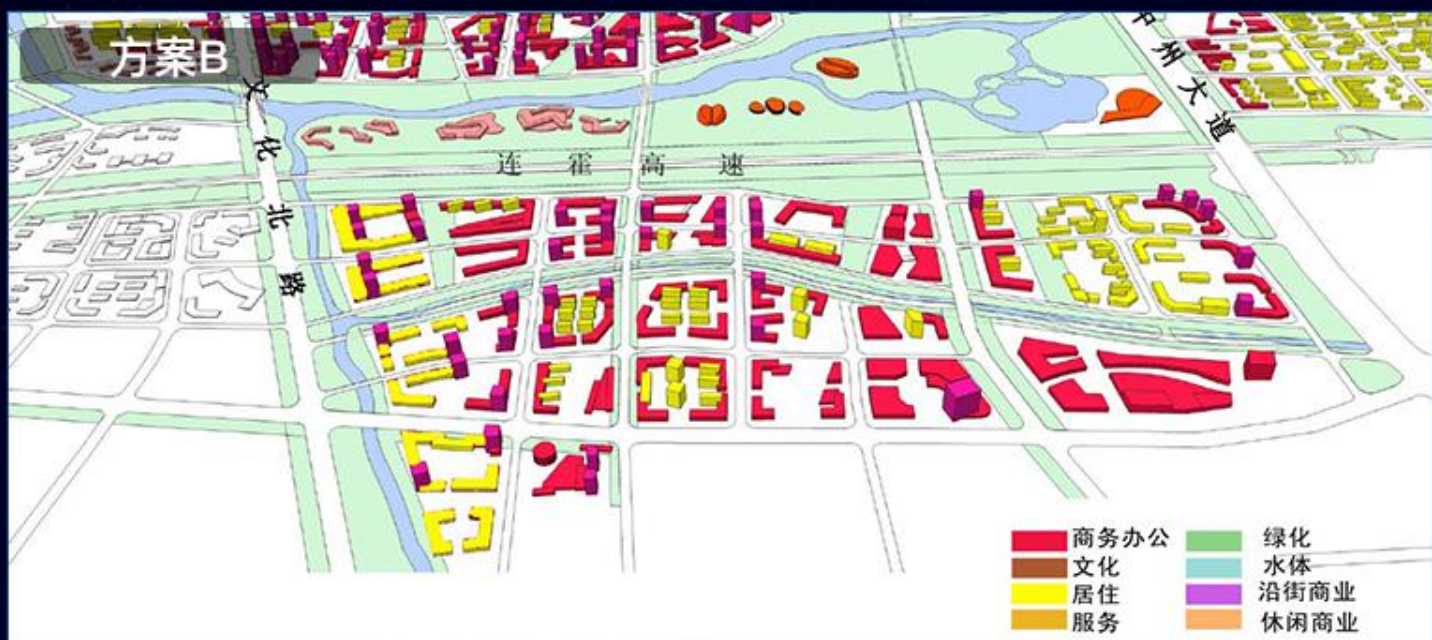 方案B
文化北路
中州大道
连霍高速
商务办公 绿化
文化 水体
居住 沿街商业
服务 休闲商业